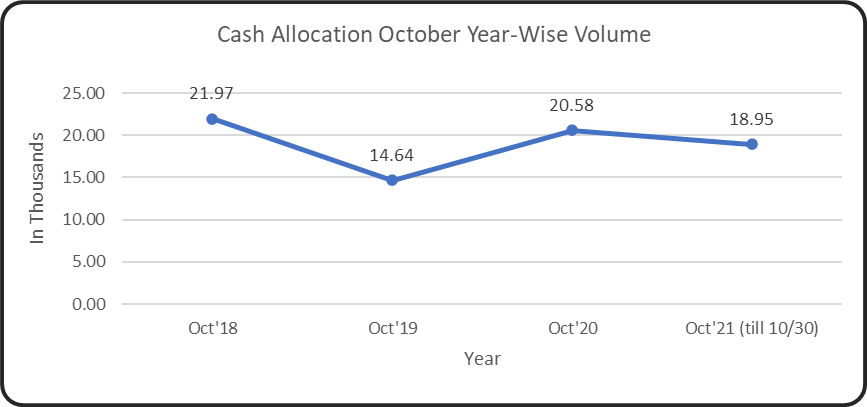 Cash Allocation October Year-Wise Volume
In Thousands
25.00
20.00
15.00
10.00
5.00
0.00
21.97
14.64
20.58
18.95
Oct'18
Oct'19
Oct'20
Oct'21 (till 10/30)
Year